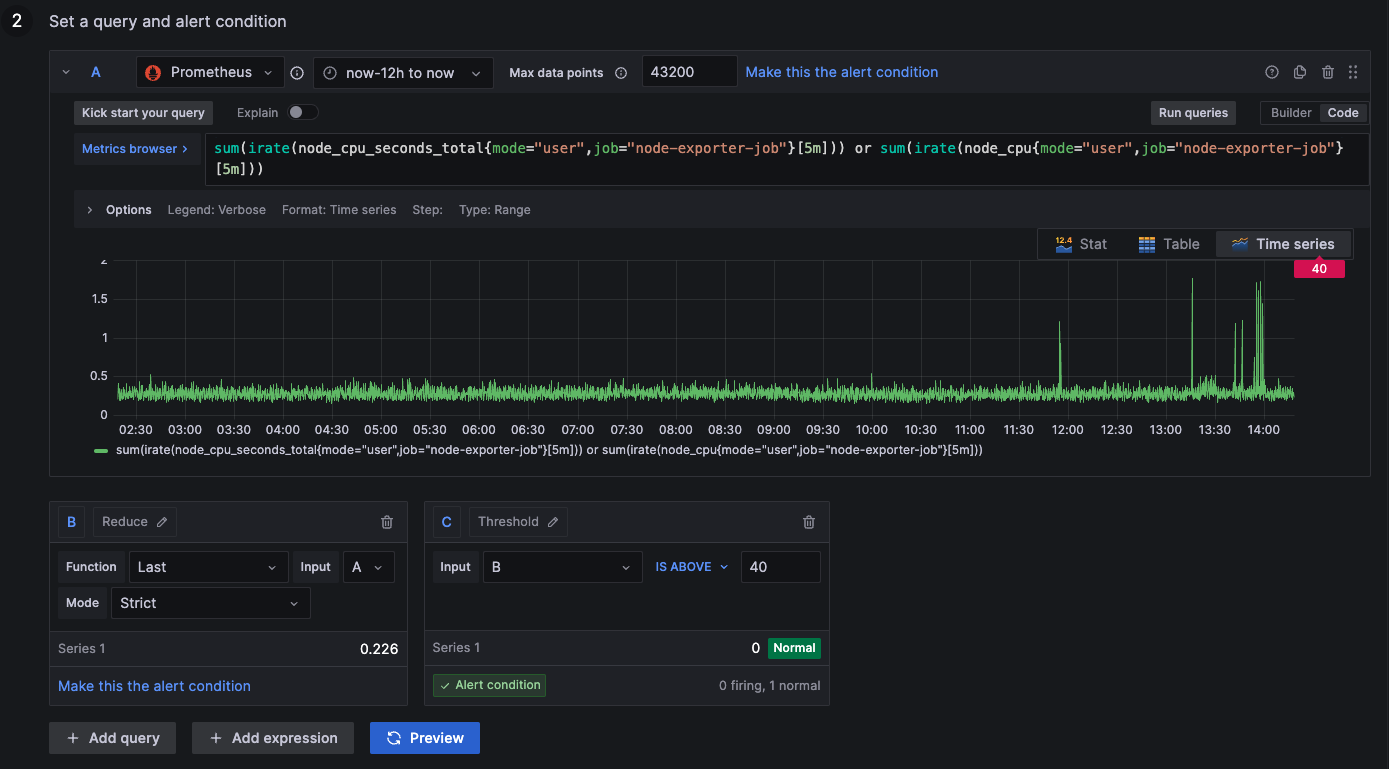 2 Set a query and alert condition
A Prometheus now-12h to now Max data points 43200 Make this the alert condition
Kick start your query Explain Run queries Builder Code
Metrics browser > sum(irate(node_cpu_seconds_total{mode="user",job="node-exporter-job"}[5m])) or sum(irate(node_cpu{mode="user",job="node-exporter-job"}
[5m]))
> Options Legend: Verbose Format: Time series Step: Type: Range
12.4 Stat Table Time series
40
2
1.5
1
0.5
0
02:30 03:00 03:30 04:00 04:30 05:00 05:30 06:00 06:30 07:00 07:30 08:00 08:30 09:00 09:30 10:00 10:30 11:00 11:30 12:00 12:30 13:00 13:30 14:00
sum(irate(node_cpu_seconds_total{mode="user",job="node-exporter-job"}[5m])) or sum(irate(node_cpu{mode="user",job="node-exporter-job"}[5m]))
B Reduce
Function Last Input A
Mode Strict
Series 1 0.226
Make this the alert condition
C Threshold
Input B IS ABOVE 40
Series 1 0 Normal
Alert condition 0 firing, 1 normal
+ Add query + Add expression Preview